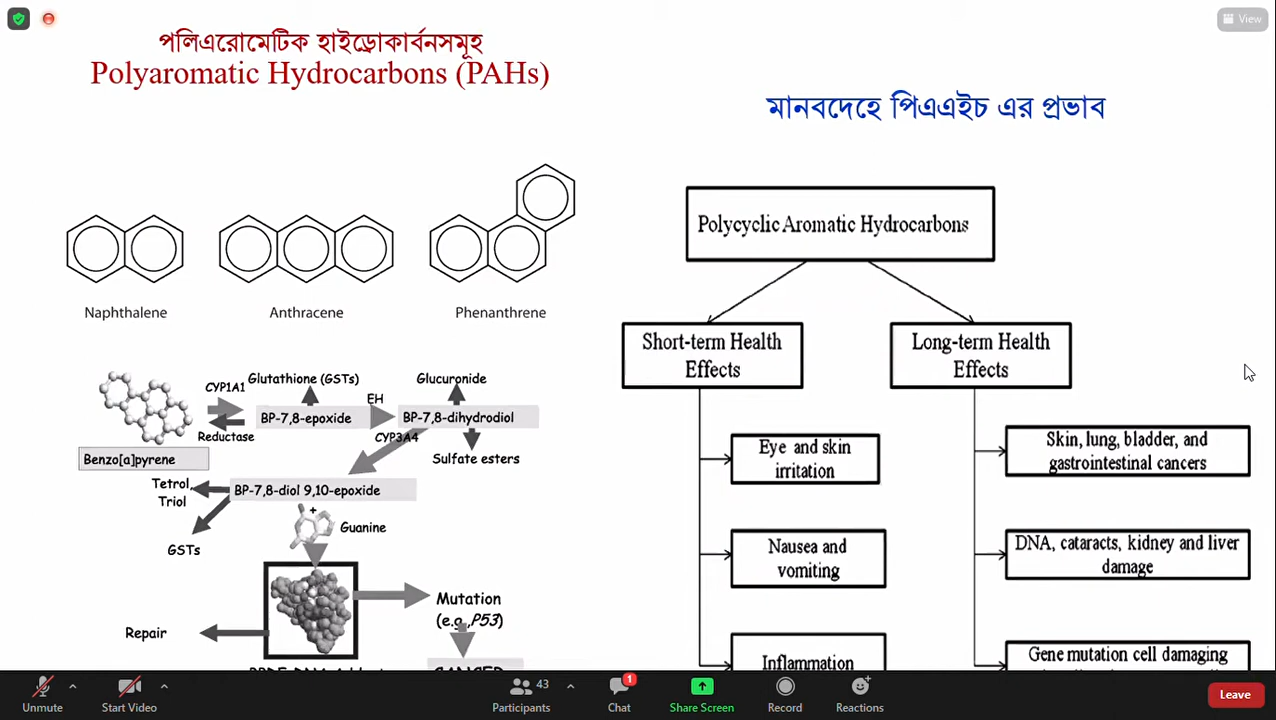 View
পলিএরোমেটিক হাইড্রোকার্বনসমূহ
Polyaromatic Hydrocarbons (PAHs)
মানবদেহে পিএএইচ এর প্রভাব
Naphthalene
Anthracene
Phenanthrene
Benzo[a]pyrene
CYP1A1
Reductase
Glutathione (GSTs)
BP-7,8-epoxide
EH
Glucuronide
BP-7,8-dihydrodiol
CYP3A4
Sulfate esters
Tetrol
Triol
BP-7,8-diol 9,10-epoxide
GSTs
+
Guanine
Mutation
(e.g.,P53)
Repair
CANCER
Polycyclic Aromatic Hydrocarbons
Short-term Health
Effects
Eye and skin
irritation
Nausea and
vomiting
Inflammation
Long-term Health
Effects
Skin, lung, bladder, and
gastrointestinal cancers
DNA, cataracts, kidney and liver
damage
Gene mutation cell damaging
Unmute
Start Video
43
Participants
1
Chat
Share Screen
Record
Reactions
Leave